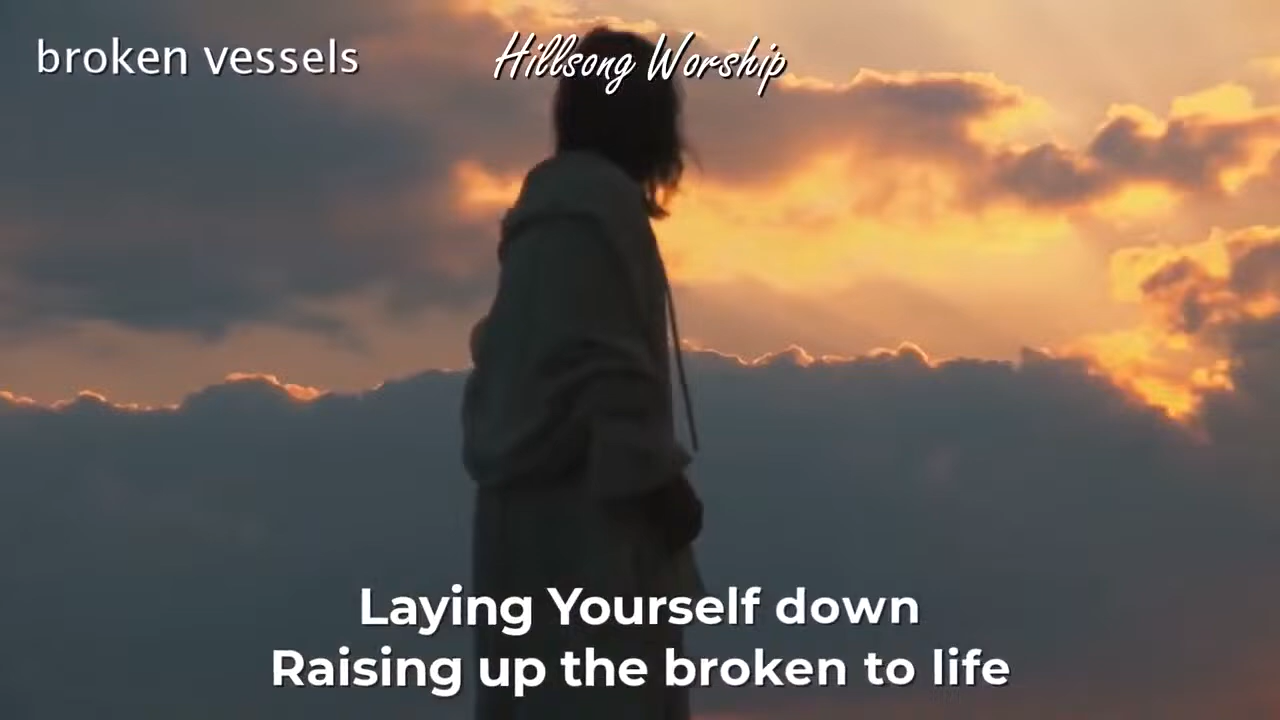 broken vessels
Hillsong Worship
Laying Yourself down
Raising up the broken to life